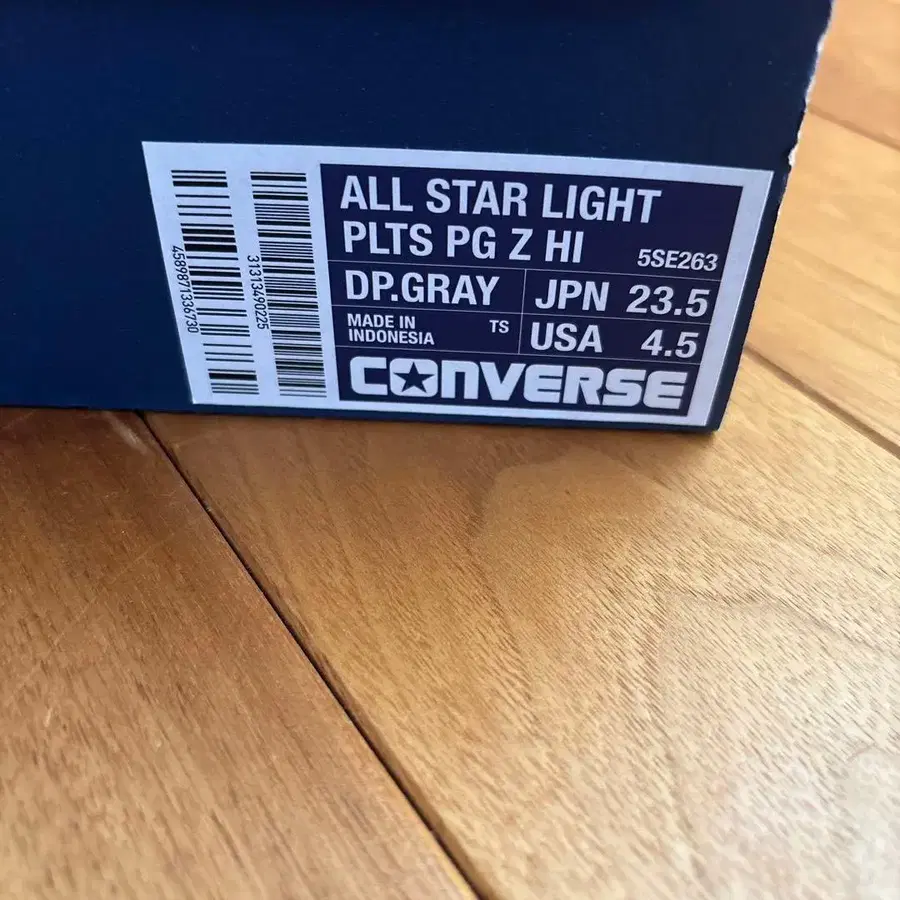 4589871336730
31313490225
ALL STAR LIGHT
PLTS PG Z HI 5SE263
DP.GRAY JPN 23.5
MADE IN INDONESIA TS USA 4.5
CONVERSE